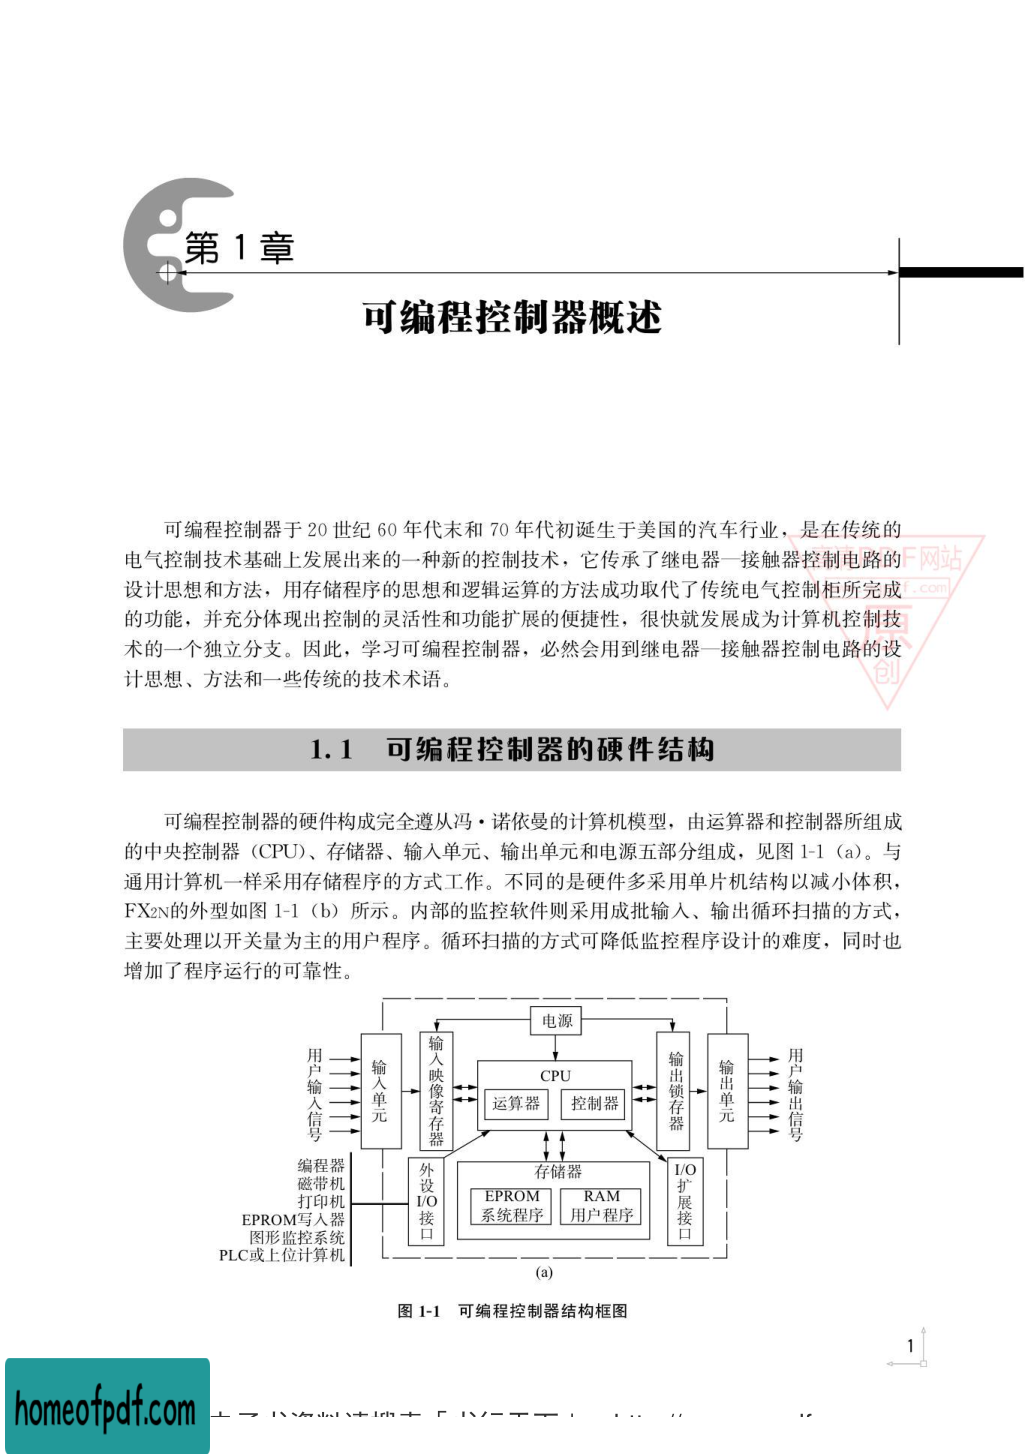 第 1 章
可编程控制器概述
可编程控制器于 20 世纪 60 年代末和 70 年代初诞生于美国的汽车行业，是在传统的
电气控制技术基础上发展出来的一种新的控制技术，它传承了继电器—接触器控制电路的
设计思想和方法，用存储程序的思想和逻辑运算的方法成功取代了传统电气控制柜所完成
的功能，并充分体现出控制的灵活性和功能扩展的便捷性，很快就发展成为计算机控制技
术的一个独立分支。因此，学习可编程控制器，必然会用到继电器—接触器控制电路的设
计思想、方法和一些传统的技术术语。
原
创
1.1 可编程控制器的硬件结构
可编程控制器的硬件构成完全遵从冯·诺依曼的计算机模型，由运算器和控制器所组成
的中央控制器（CPU）、存储器、输入单元、输出单元和电源五部分组成，见图 1-1（a）。与
通用计算机一样采用存储程序的方式工作。不同的是硬件多采用单片机结构以减小体积，
FX2N的外型如图 1-1（b）所示。内部的监控软件则采用成批输入、输出循环扫描的方式，
主要处理以开关量为主的用户程序。循环扫描的方式可降低监控程序设计的难度，同时也
增加了程序运行的可靠性。
电源
用户输入信号
输入单元
输入映像寄存器
CPU
运算器
控制器
输出锁存器
输出单元
用户输出信号
编程器
磁带机
打印机
EPROM写入器
图形监控系统
PLC或上位计算机
外设I/O接口
存储器
EPROM
系统程序
RAM
用户程序
I/O扩展接口
(a)
图 1-1 可编程控制器结构框图
1
homeofpdf.com